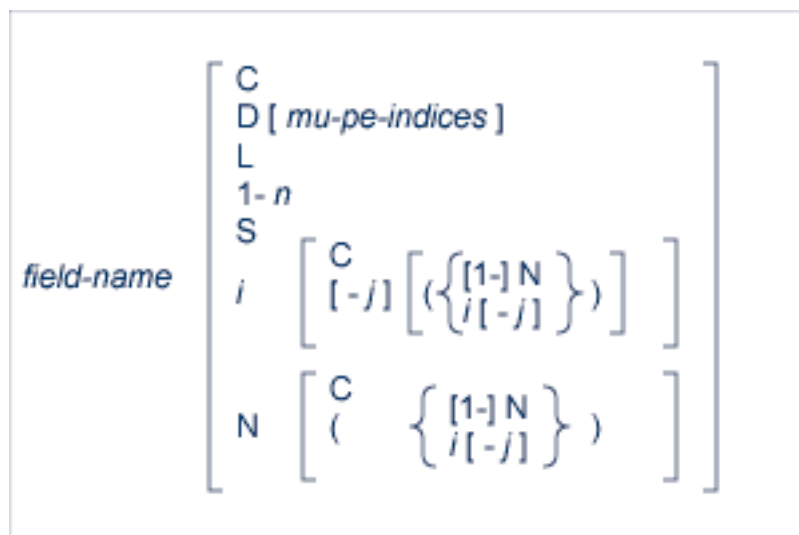 C
D [ mu-pe-indices ]
L
1- n
S
field-name i [ C
[ - j ] [ ( { [1-] N
i [ - j ] } ) ] ]
N [ C
( { [1-] N
i [ - j ] } ) ]